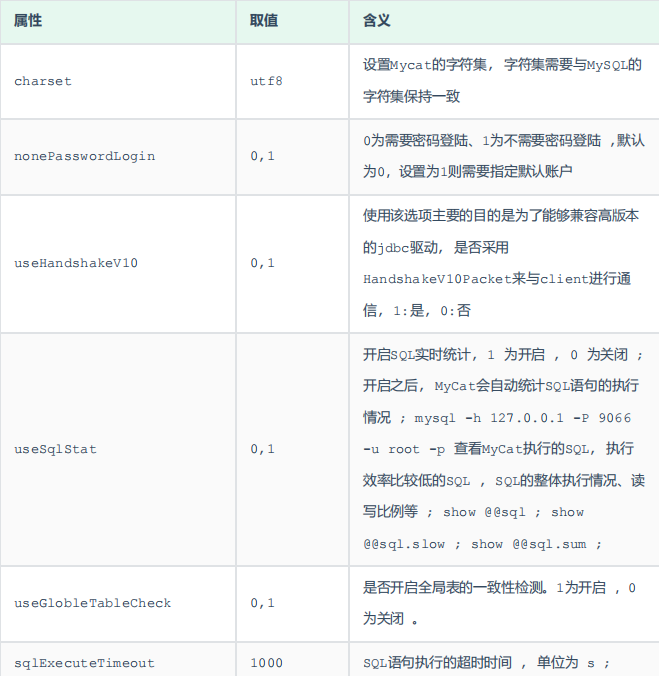 属性 取值 含义
设置Mycat的字符集, 字符集需要与MySQL的
charset utf8
字符集保持一致
0为需要密码登陆、1为不需要密码登陆 ,默认
nonePasswordLogin 0,1
为0, 设置为1则需要指定默认账户
使用该选项主要的目的是为了能够兼容高版本
的jdbc驱动, 是否采用
useHandshakeV10 0,1
HandshakeV10Packet来与client进行通
信, 1:是, 0:否
开启SQL实时统计, 1 为开启 , 0 为关闭 ;
开启之后, MyCat会自动统计SQL语句的执行
情况 ; mysql -h 127.0.0.1 -P 9066
useSqlStat 0,1
-u root -p 查看MyCat执行的SQL, 执行
效率比较低的SQL , SQL的整体执行情况、读
写比例等 ; show @@sql ; show
@@sql.slow ; show @@sql.sum ;
是否开启全局表的一致性检测。1为开启 , 0
useGlobleTableCheck 0,1
为关闭 。
sqlExecuteTimeout 1000 SQL语句执行的超时时间 , 单位为 s ;